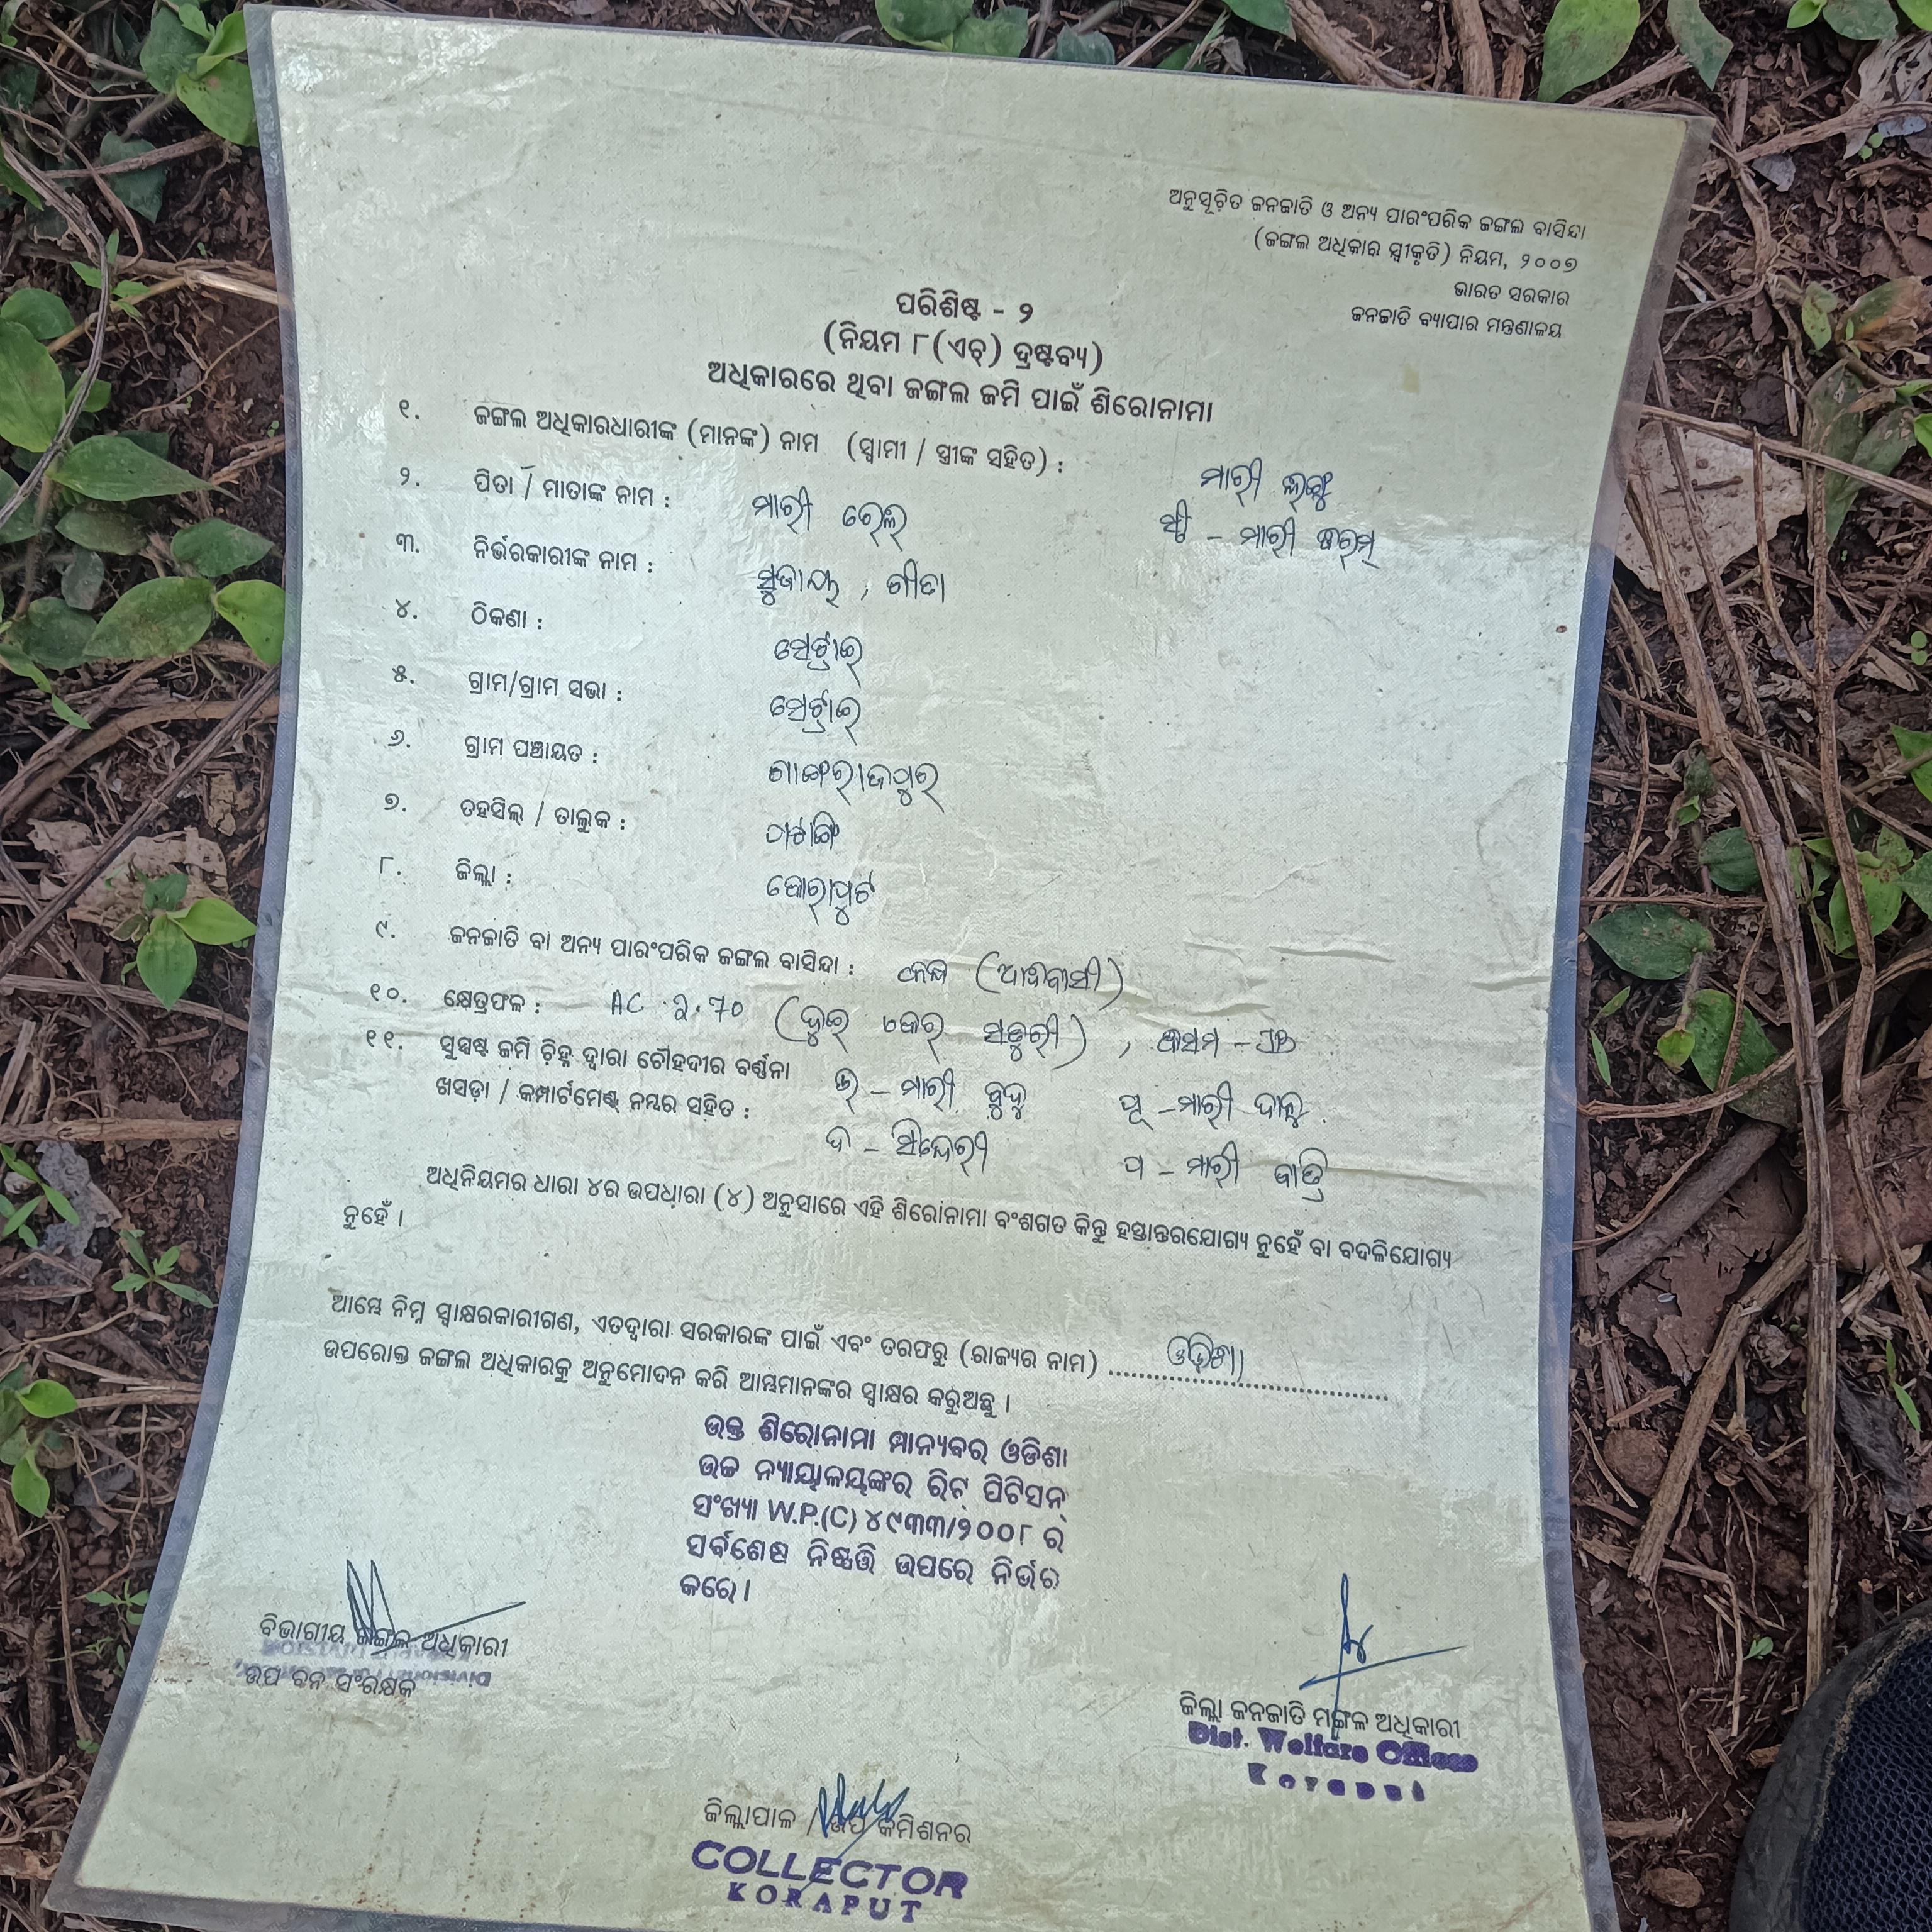 ଅନୁସୂଚିତ ଜନଜାତି ଓ ଅନ୍ୟ ପାରଂପରିକ ଜଙ୍ଗଲ ବାସିନ୍ଦା
(ଜଙ୍ଗଲ ଅଧିକାର ସ୍ୱୀକୃତି) ନିୟମ, ୨୦୦୭
ଭାରତ ସରକାର
ଜନଜାତି ବ୍ୟାପାର ମନ୍ତ୍ରଣାଳୟ
ପରିଶିଷ୍ଟ - ୨
(ନିୟମ ୮(ଏଚ୍) ଦ୍ରଷ୍ଟବ୍ୟ)
ଅଧିକାରରେ ଥିବା ଜଙ୍ଗଲ ଜମି ପାଇଁ ଶିରୋନାମା
୧. ଜଙ୍ଗଲ ଅଧିକାରଧାରୀଙ୍କ (ମାନଙ୍କ) ନାମ (ସ୍ୱାମୀ / ସ୍ତ୍ରୀଙ୍କ ସହିତ) : ମାରୀ
ସ୍ତ୍ରୀ - ମାରୀ
୨. ପିତା / ମାତାଙ୍କ ନାମ : ମାରୀ
୩. ନିର୍ଭରକାରୀଙ୍କ ନାମ : ଗୀତା
୪. ଠିକଣା :
୫. ଗ୍ରାମ/ଗ୍ରାମ ସଭା :
୬. ଗ୍ରାମ ପଞ୍ଚାୟତ :
୭. ତହସିଲ୍ / ତାଲୁକ : ପଟାଙ୍ଗି
୮. ଜିଲ୍ଲା : କୋରାପୁଟ
୯. ଜନଜାତି ବା ଅନ୍ୟ ପାରଂପରିକ ଜଙ୍ଗଲ ବାସିନ୍ଦା : (ଆଦିବାସୀ)
୧୦. କ୍ଷେତ୍ରଫଳ : AC 2.70 (ଦୁଇ ଏକର ସତୁରୀ), କିସମ -
୧୧. ସୁସ୍ପଷ୍ଟ ଜମି ଚିହ୍ନ ଦ୍ୱାରା ଚୌହଦୀର ବର୍ଣ୍ଣନା
ଖସଡ଼ା / କମ୍ପାର୍ଟମେଣ୍ଟ ନମ୍ବର ସହିତ : ଉ - ମାରୀ ବୁଦୁ ପୂ - ମାରୀ ଦାଳୁ
ଦ - ସିନ୍ଦେରୀ ପ - ମାରୀ
ଅଧିନିୟମର ଧାରା ୪ର ଉପଧାରା (୪) ଅନୁସାରେ ଏହି ଶିରୋନାମା ବଂଶଗତ କିନ୍ତୁ ହସ୍ତାନ୍ତରଯୋଗ୍ୟ ନୁହେଁ ବା ବଦଳିଯୋଗ୍ୟ
ନୁହେଁ ।
ଆମ୍ଭେ ନିମ୍ନ ସ୍ୱାକ୍ଷରକାରୀଗଣ, ଏତଦ୍ଦ୍ୱାରା ସରକାରଙ୍କ ପାଇଁ ଏବଂ ତରଫରୁ (ରାଜ୍ୟର ନାମ) ଓଡ଼ିଶା
ଉପରୋକ୍ତ ଜଙ୍ଗଲ ଅଧିକାରକୁ ଅନୁମୋଦନ କରି ଆମ୍ଭମାନଙ୍କର ସ୍ୱାକ୍ଷର କରୁଅଛୁ ।
ଉକ୍ତ ଶିରୋନାମା ମାନ୍ୟବର ଓଡିଶା
ଉଚ୍ଚ ନ୍ୟାୟାଳୟଙ୍କର ରିଟ୍ ପିଟିସନ୍
ସଂଖ୍ୟା W.P.(C) ୪୯୩୩/୨୦୦୮ ର
ସର୍ବଶେଷ ନିଷ୍ପତ୍ତି ଉପରେ ନିର୍ଭର
କରେ ।
ବିଭାଗୀୟ ଜଙ୍ଗଲ ଅଧିକାରୀ
ଉପ ବନ ସଂରକ୍ଷକ
ଜିଲ୍ଲା ଜନଜାତି ମଙ୍ଗଳ ଅଧିକାରୀ
Dist. Welfare Officer
Koraput
ଜିଲ୍ଲାପାଳ / ଉପ କମିଶନର
COLLECTOR
KORAPUT